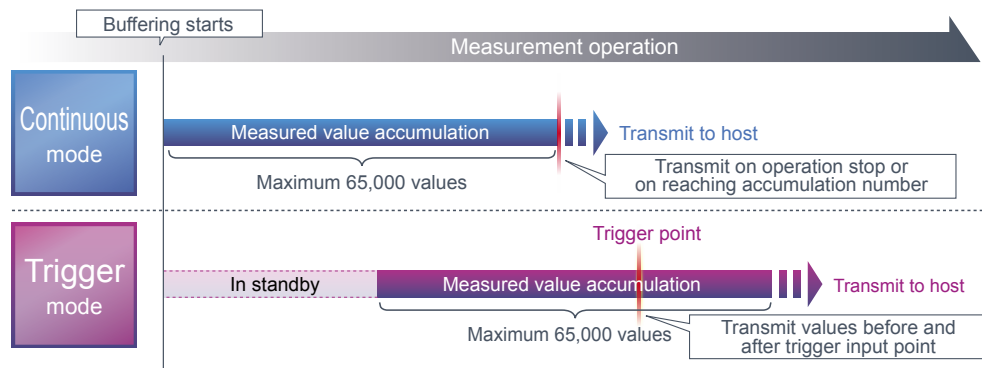 Buffering starts
Measurement operation
Continuous
mode
Measured value accumulation
Transmit to host
Maximum 65,000 values
Transmit on operation stop or
on reaching accumulation number
Trigger
mode
Trigger point
In standby
Measured value accumulation
Transmit to host
Maximum 65,000 values
Transmit values before and
after trigger input point